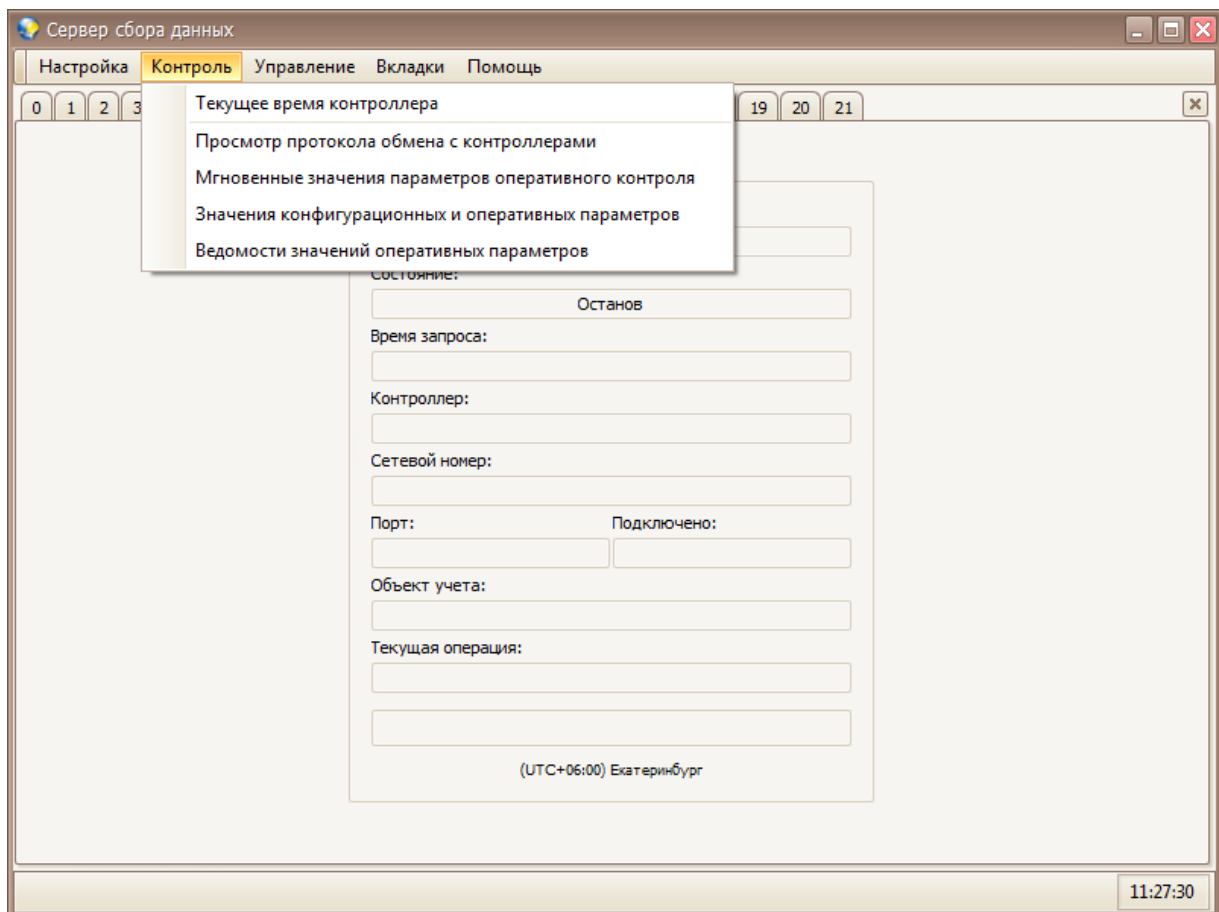 Сервер сбора данных
Настройка Контроль Управление Вкладки Помощь
0 1 2 3 19 20 21
Текущее время контроллера
Просмотр протокола обмена с контроллерами
Мгновенные значения параметров оперативного контроля
Значения конфигурационных и оперативных параметров
Ведомости значений оперативных параметров
Состояние:
Останов
Время запроса:
Контроллер:
Сетевой номер:
Порт: Подключено:
Объект учета:
Текущая операция:
(UTC+06:00) Екатеринбург
11:27:30